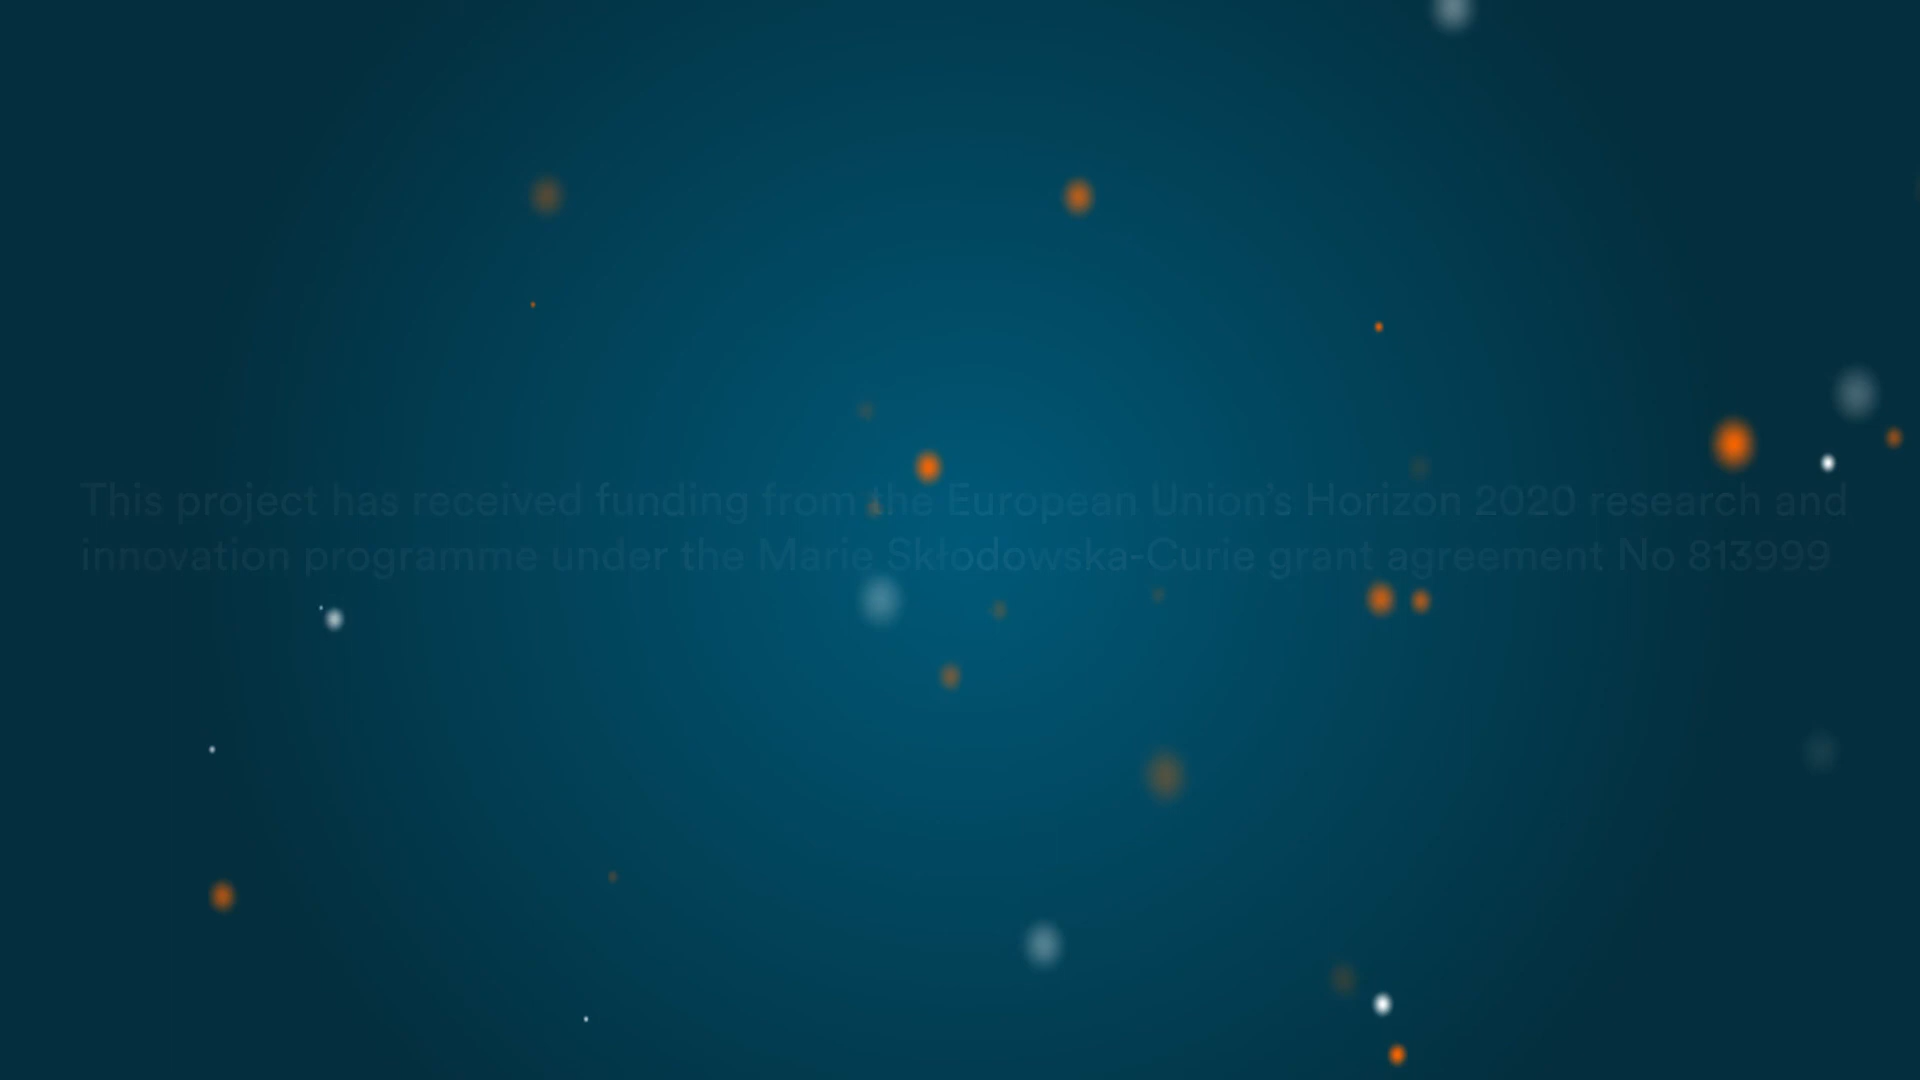 This project has received funding from the European Union's Horizon 2020 research and
innovation programme under the Marie Skłodowska-Curie grant agreement No 813999